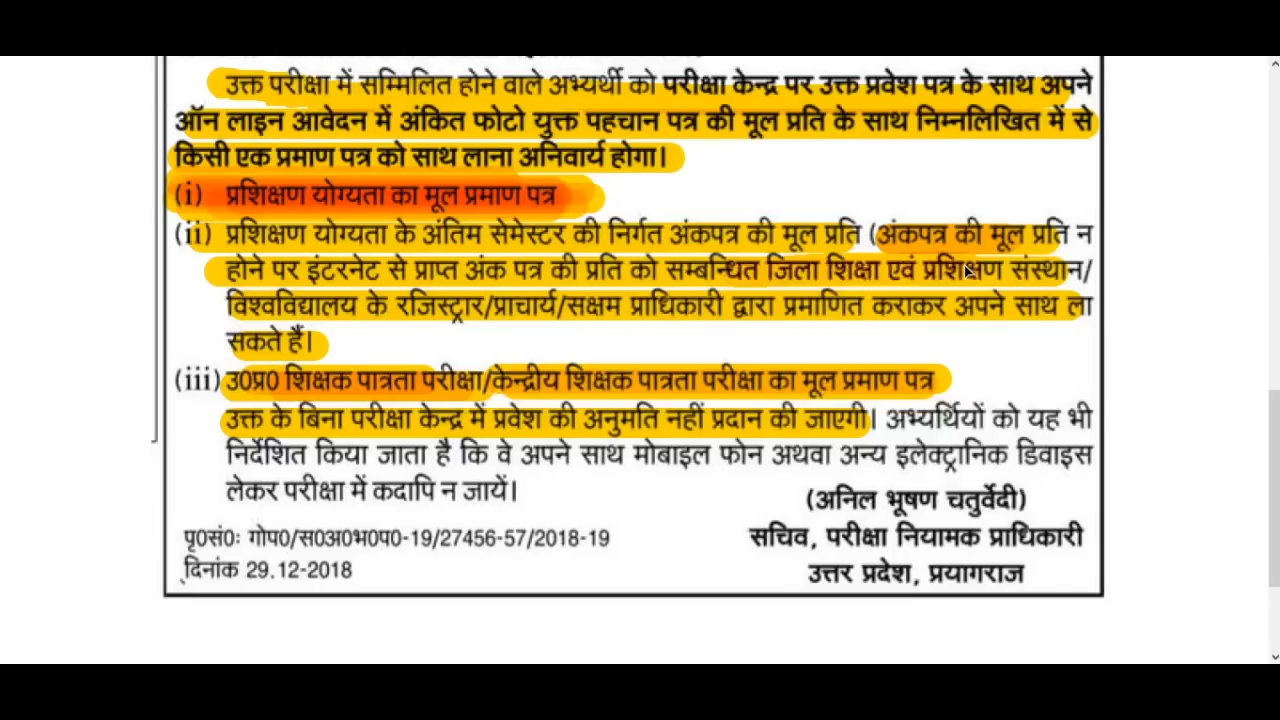 उक्त परीक्षा में सम्मिलित होने वाले अभ्यर्थी को परीक्षा केन्द्र पर उक्त प्रवेश पत्र के साथ अपने
ऑन लाइन आवेदन में अंकित फोटो युक्त पहचान पत्र की मूल प्रति के साथ निम्नलिखित में से
किसी एक प्रमाण पत्र को साथ लाना अनिवार्य होगा।
(i) प्रशिक्षण योग्यता का मूल प्रमाण पत्र
(ii) प्रशिक्षण योग्यता के अंतिम सेमेस्टर की निर्गत अंकपत्र की मूल प्रति (अंकपत्र की मूल प्रति न
होने पर इंटरनेट से प्राप्त अंक पत्र की प्रति को सम्बन्धित जिला शिक्षा एवं प्रशिक्षण संस्थान/
विश्वविद्यालय के रजिस्ट्रार/प्राचार्य/सक्षम प्राधिकारी द्वारा प्रमाणित कराकर अपने साथ ला
सकते हैं।
(iii) उ0प्र0 शिक्षक पात्रता परीक्षा/केन्द्रीय शिक्षक पात्रता परीक्षा का मूल प्रमाण पत्र
उक्त के बिना परीक्षा केन्द्र में प्रवेश की अनुमति नहीं प्रदान की जाएगी। अभ्यर्थियों को यह भी
निर्देशित किया जाता है कि वे अपने साथ मोबाइल फोन अथवा अन्य इलेक्ट्रानिक डिवाइस
लेकर परीक्षा में कदापि न जायें।
(अनिल भूषण चतुर्वेदी)
पृ0सं0: गोप0/स0अ0भ0प0-19/27456-57/2018-19 सचिव, परीक्षा नियामक प्राधिकारी
दिनांक 29.12-2018 उत्तर प्रदेश, प्रयागराज